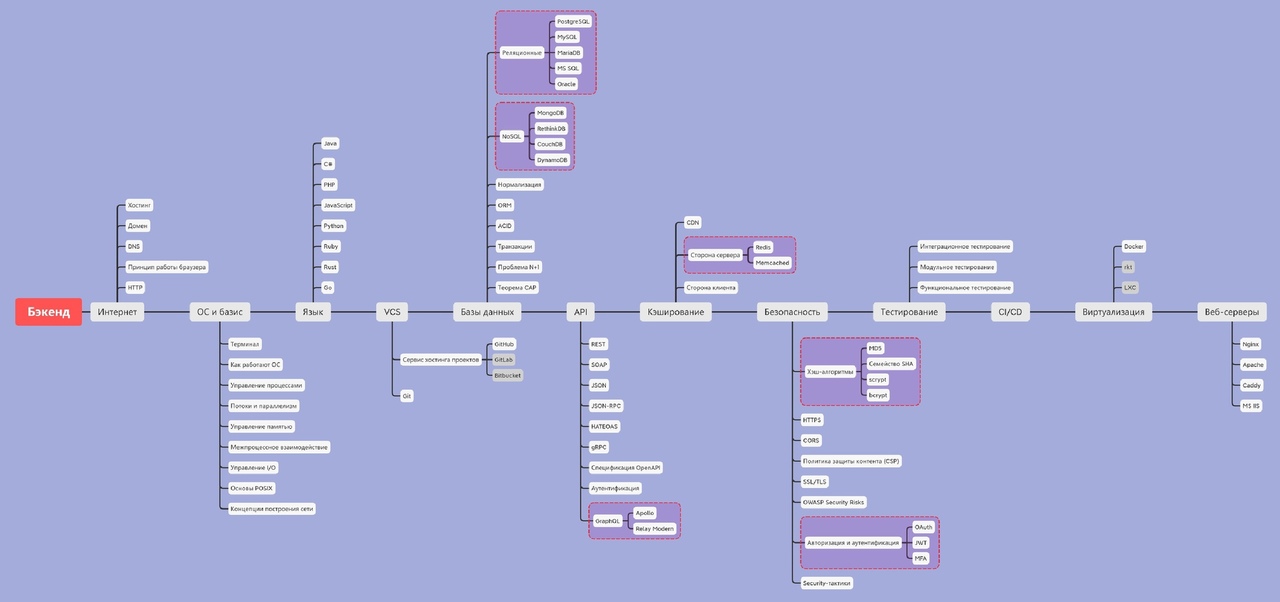 Бэкенд
Интернет
Хостинг
Домен
DNS
Принцип работы браузера
HTTP
ОС и базис
Терминал
Как работают ОС
Управление процессами
Потоки и параллелизм
Управление памятью
Межпроцессное взаимодействие
Управление I/O
Основы POSIX
Концепции построения сети
Язык
Java
C#
PHP
JavaScript
Python
Ruby
Rust
Go
VCS
Сервис хостинга проектов
GitHub
GitLab
Bitbucket
Git
Базы данных
Реляционные
PostgreSQL
MySQL
MariaDB
MS SQL
Oracle
NoSQL
MongoDB
RethinkDB
CouchDB
DynamoDB
Нормализация
ORM
ACID
Транзакции
Проблема N+1
Теорема CAP
API
REST
SOAP
JSON
JSON-RPC
HATEOAS
gRPC
Спецификация OpenAPI
Аутентификация
GraphQL
Apollo
Relay Modern
Кэширование
CDN
Сторона сервера
Redis
Memcached
Сторона клиента
Безопасность
Хэш-алгоритмы
MD5
Семейство SHA
scrypt
bcrypt
HTTPS
CORS
Политика защиты контента (CSP)
SSL/TLS
OWASP Security Risks
Авторизация и аутентификация
OAuth
JWT
MFA
Security-тактики
Тестирование
Интеграционное тестирование
Модульное тестирование
Функциональное тестирование
CI/CD
Виртуализация
Docker
rkt
LXC
Веб-серверы
Nginx
Apache
Caddy
MS IIS